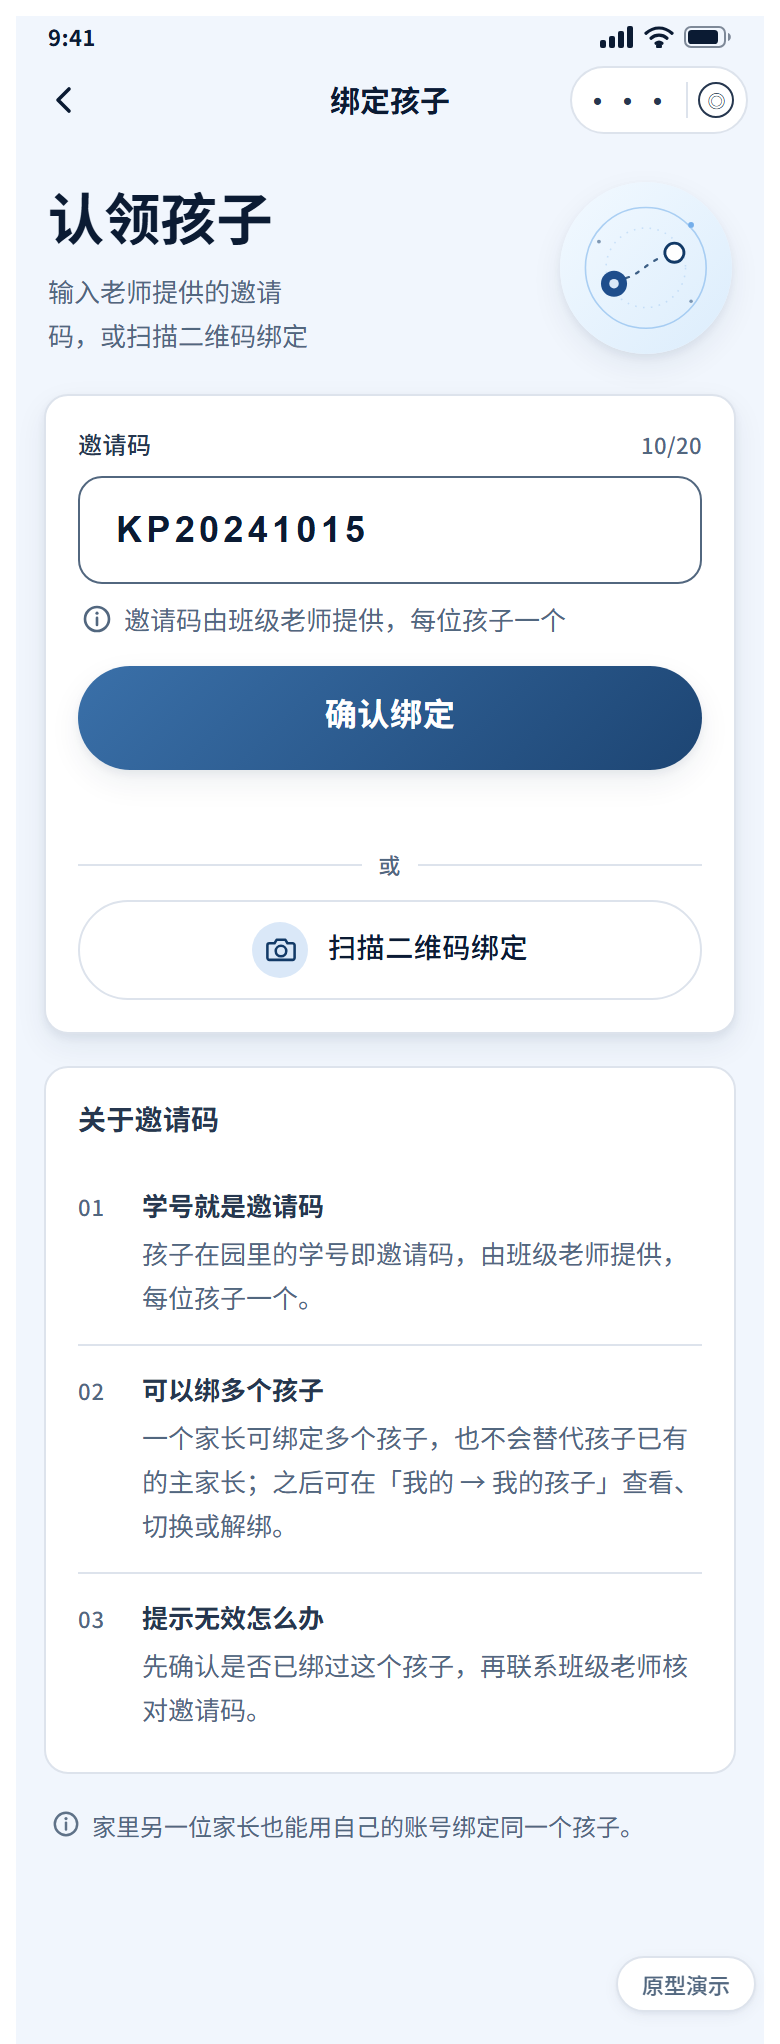 9:41
绑定孩子
认领孩子
输入老师提供的邀请
码，或扫描二维码绑定
邀请码 10/20
KP20241015
邀请码由班级老师提供，每位孩子一个
确认绑定
或
扫描二维码绑定
关于邀请码
01 学号就是邀请码
孩子在园里的学号即邀请码，由班级老师提供，
每位孩子一个。
02 可以绑多个孩子
一个家长可绑定多个孩子，也不会替代孩子已有
的主家长；之后可在「我的 → 我的孩子」查看、
切换或解绑。
03 提示无效怎么办
先确认是否已绑过这个孩子，再联系班级老师核
对邀请码。
家里另一位家长也能用自己的账号绑定同一个孩子。
原型演示